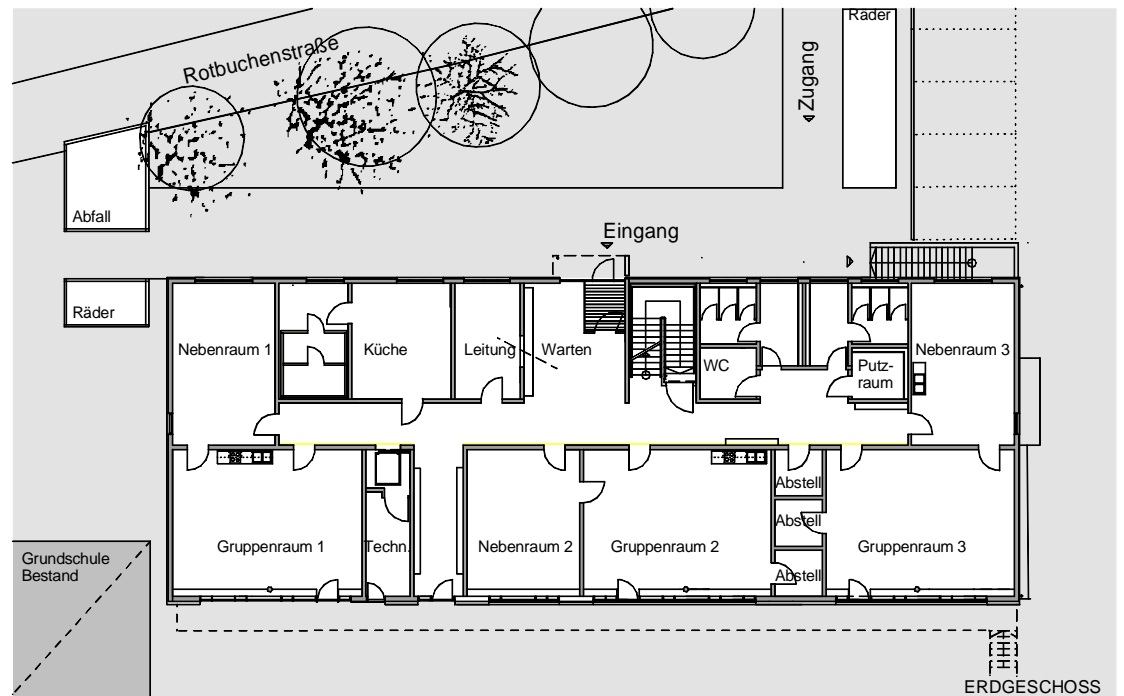 Räder
Rotbuchenstraße
Zugang
Abfall
Eingang
Räder
Nebenraum 1
Küche
Leitung
Warten
WC
Putz-
raum
Nebenraum 3
Abstell
Gruppenraum 1
Techn.
Nebenraum 2
Gruppenraum 2
Abstell
Gruppenraum 3
Abstell
Grundschule
Bestand
ERDGESCHOSS